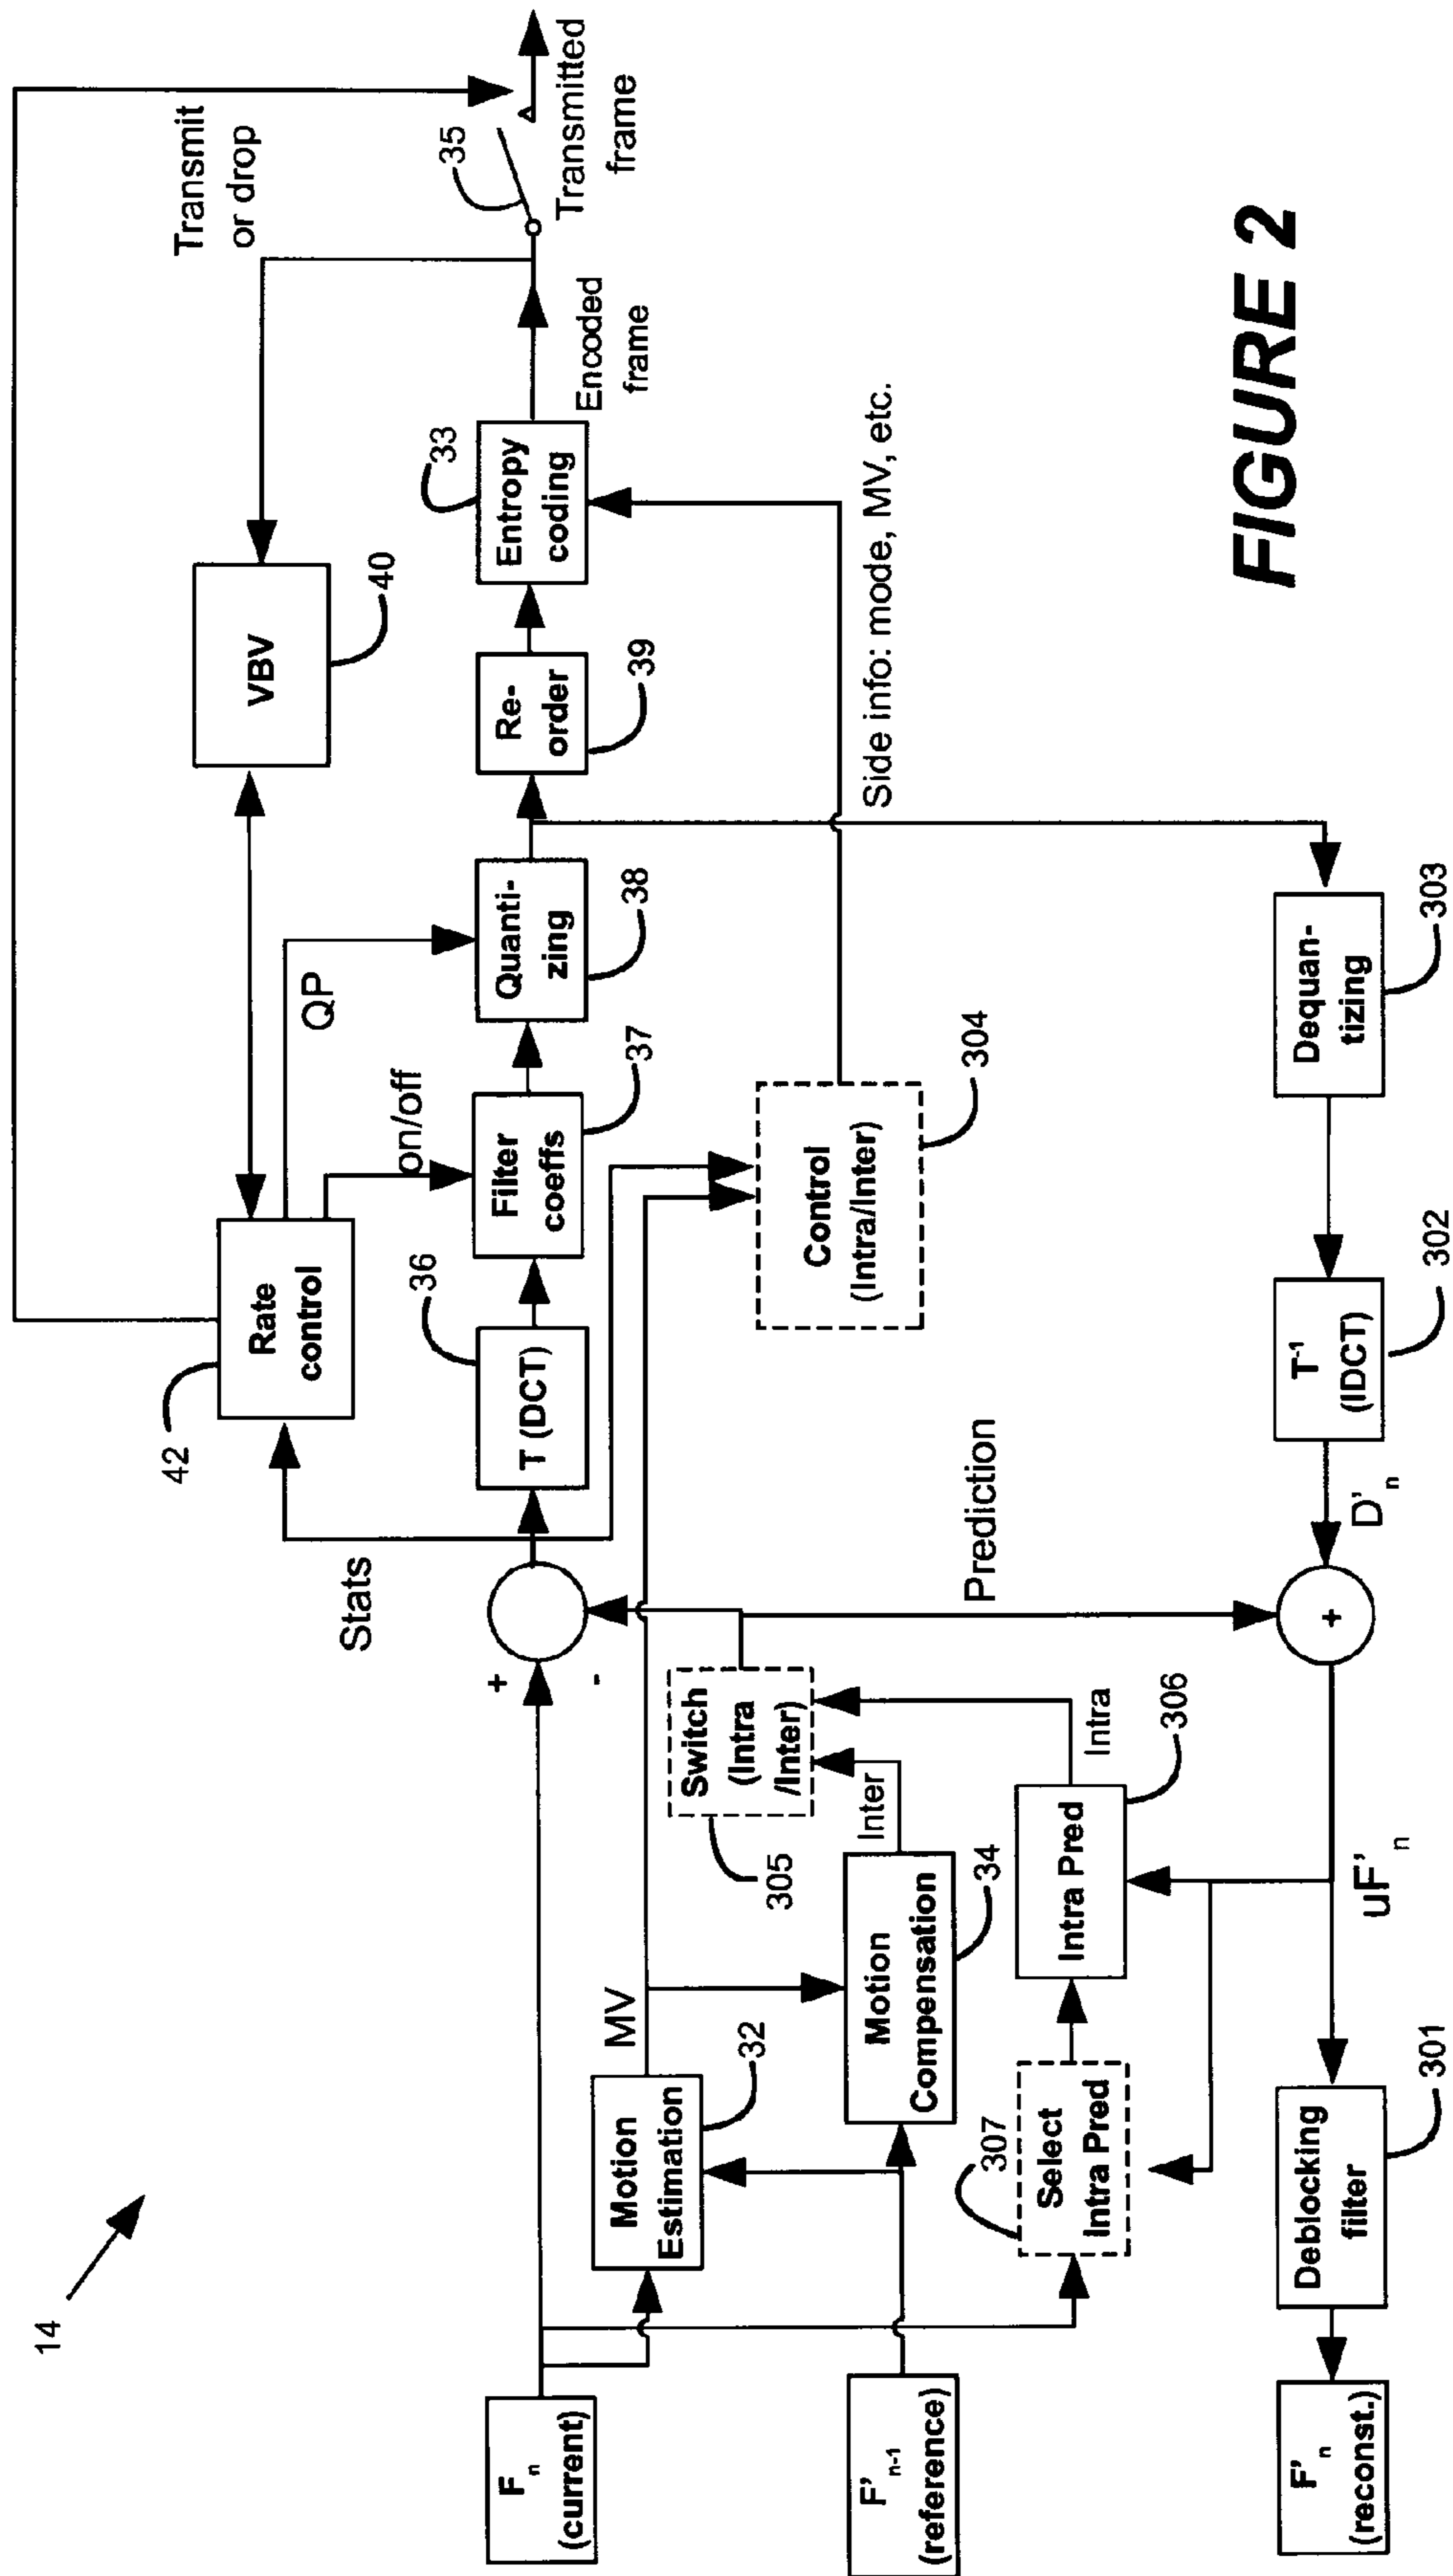 14
Transmit
or drop
42
Rate
control
VBV
40
QP
on/off
Stats
36
T (DCT)
Filter
coeffs
37
Quanti-
zing
38
Re-
order
39
Entropy
coding
33
Encoded
frame
35
Transmitted
frame
F n
(current)
+
-
MV
Motion
Estimation
32
Switch
(Intra
/Inter)
305
Control
(Intra/Inter)
304
Side info: mode, MV, etc.
F' n-1
(reference)
Motion
Compensation
34
Inter
307
Select
Intra Pred
Intra Pred
306
Intra
Prediction
F' n
(reconst.)
Deblocking
filter
301
uF' n
+
D' n
T-1
(IDCT)
302
Dequan-
tizing
303
FIGURE 2